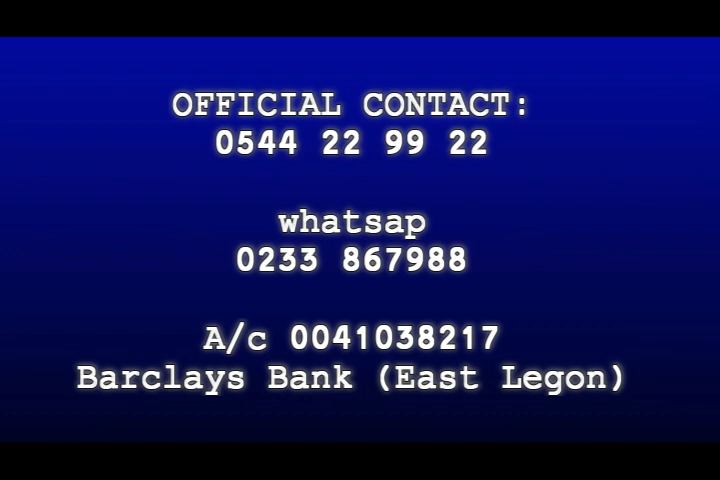 OFFICIAL CONTACT:
0544 22 99 22
whatsap
0233 867988
A/c 0041038217
Barclays Bank (East Legon)